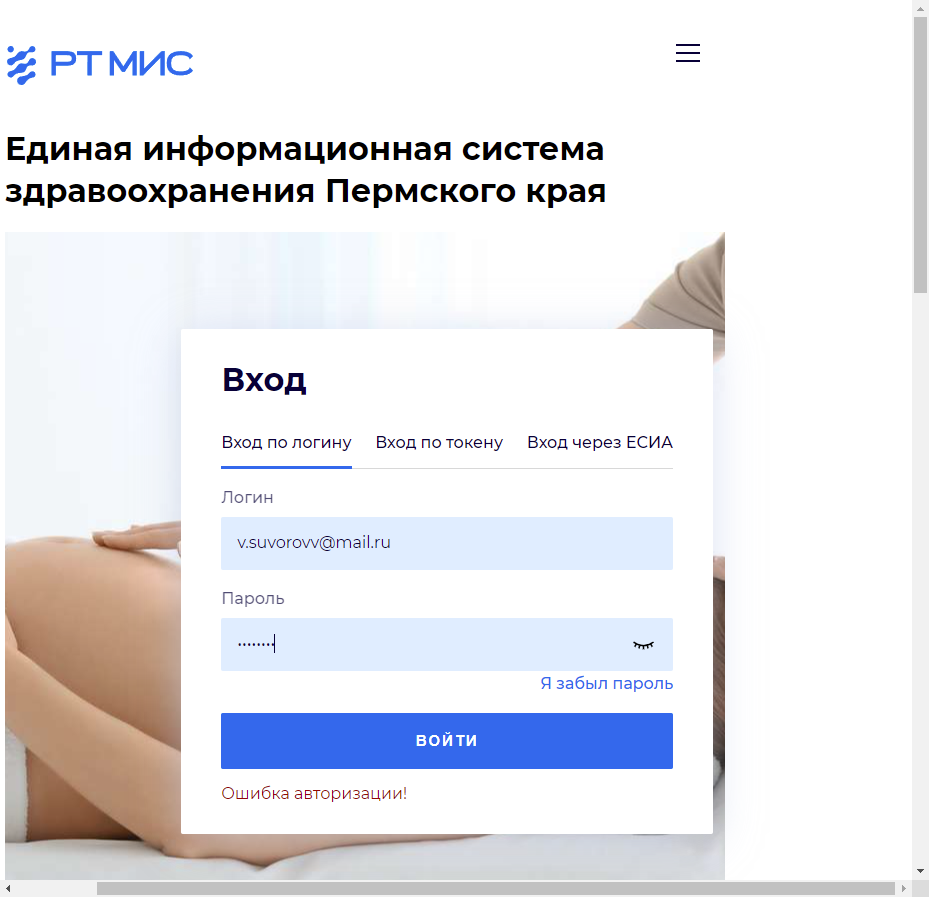 РТ МИС
Единая информационная система
здравоохранения Пермского края
Вход
Вход по логину Вход по токену Вход через ЕСИА
Логин
v.suvorovv@mail.ru
Пароль
••••••••
Я забыл пароль
ВОЙТИ
Ошибка авторизации!